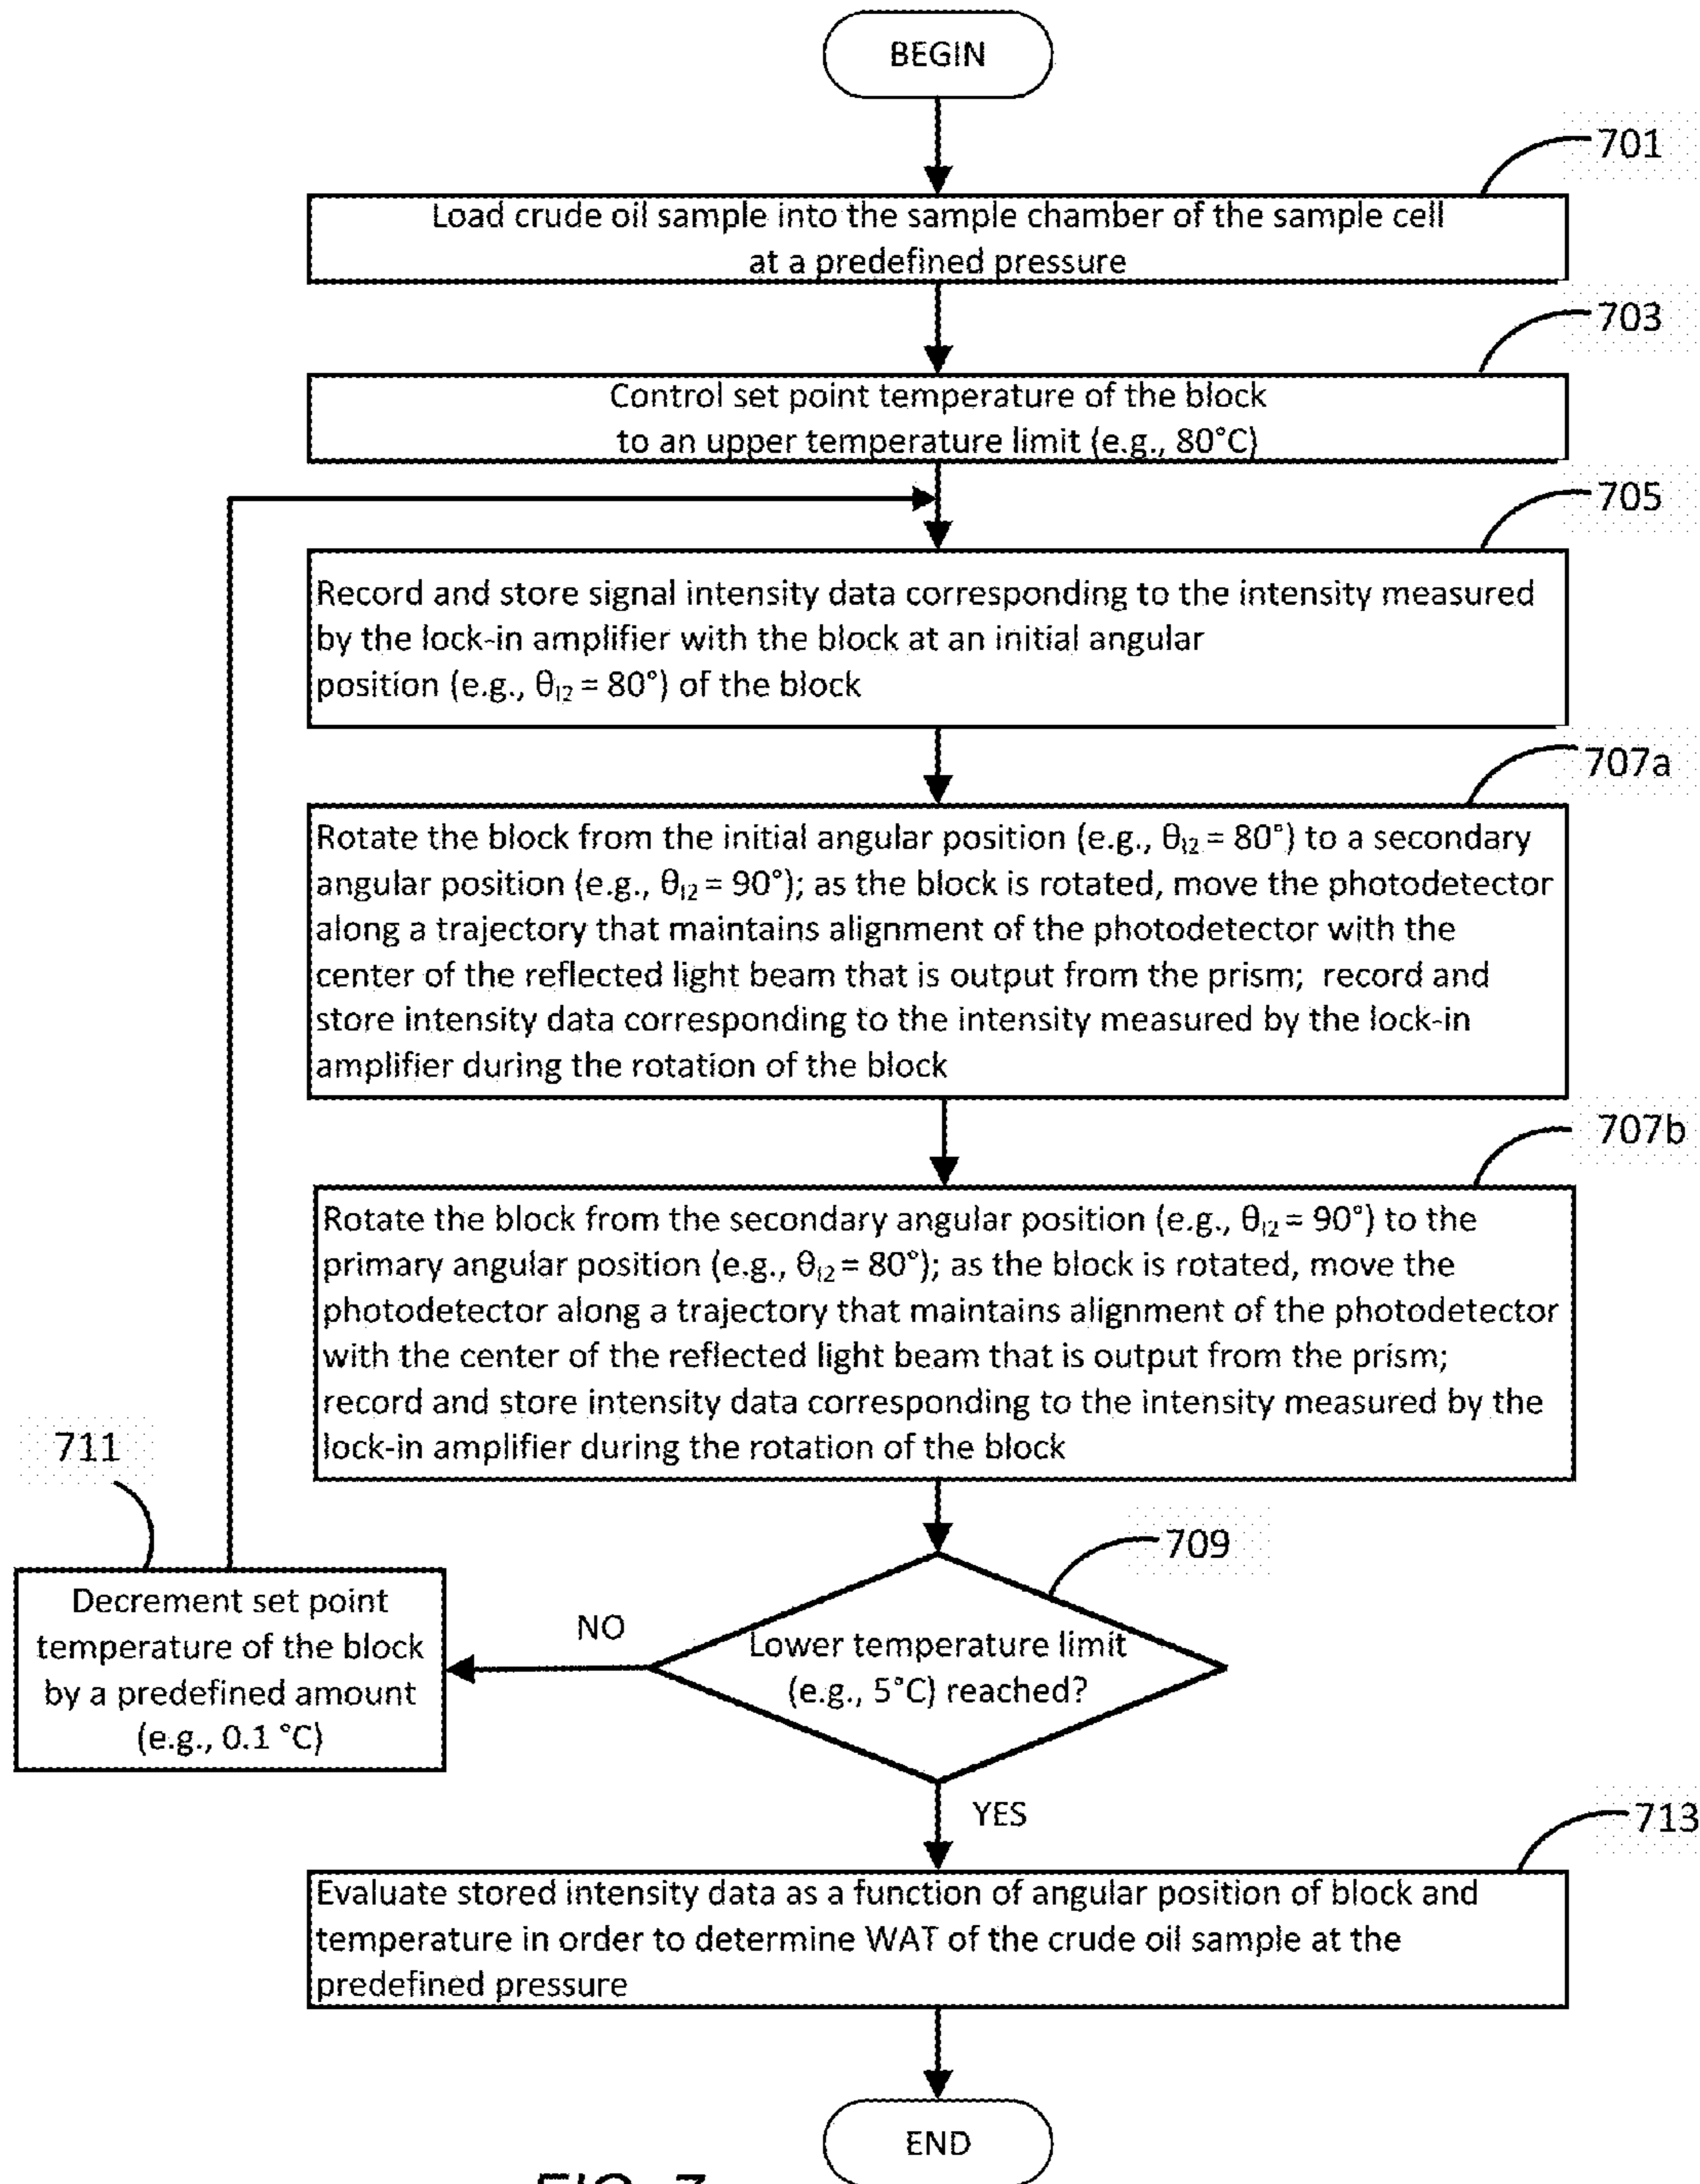 BEGIN
701
Load crude oil sample into the sample chamber of the sample cell
at a predefined pressure
703
Control set point temperature of the block
to an upper temperature limit (e.g., 80°C)
705
Record and store signal intensity data corresponding to the intensity measured
by the lock-in amplifier with the block at an initial angular
position (e.g., θI2 = 80°) of the block
707a
Rotate the block from the initial angular position (e.g., θI2 = 80°) to a secondary
angular position (e.g., θI2 = 90°); as the block is rotated, move the photodetector
along a trajectory that maintains alignment of the photodetector with the
center of the reflected light beam that is output from the prism; record and
store intensity data corresponding to the intensity measured by the lock-in
amplifier during the rotation of the block
707b
Rotate the block from the secondary angular position (e.g., θI2 = 90°) to the
primary angular position (e.g., θI2 = 80°); as the block is rotated, move the
photodetector along a trajectory that maintains alignment of the photodetector
with the center of the reflected light beam that is output from the prism;
record and store intensity data corresponding to the intensity measured by the
lock-in amplifier during the rotation of the block
711
Decrement set point
temperature of the block
by a predefined amount
(e.g., 0.1 °C)
NO
709
Lower temperature limit
(e.g., 5°C) reached?
YES
713
Evaluate stored intensity data as a function of angular position of block and
temperature in order to determine WAT of the crude oil sample at the
predefined pressure
END
FIG. 7